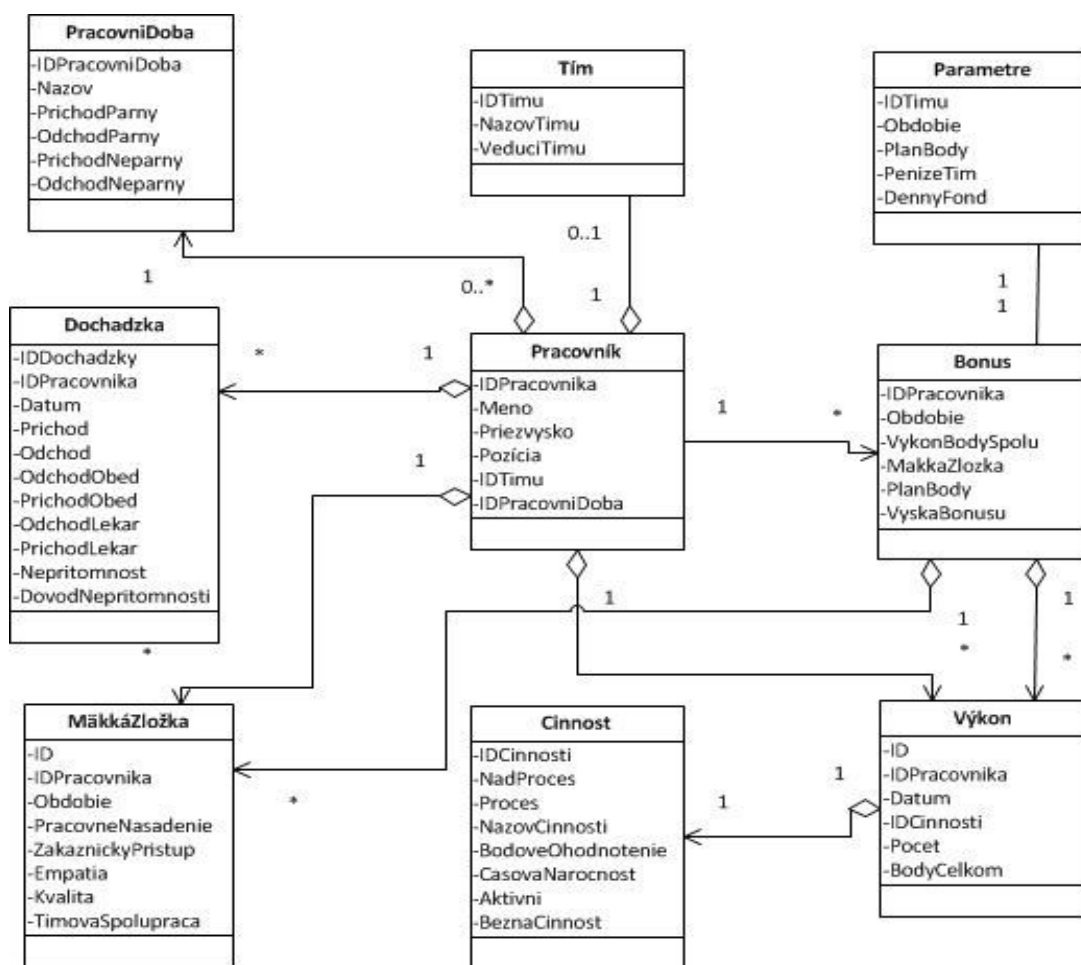 PracovniDoba
-IDPracovniDoba
-Nazov
-PrichodParny
-OdchodParny
-PrichodNeparny
-OdchodNeparny
Tím
-IDTimu
-NazovTimu
-VeduciTimu
Parametre
-IDTimu
-Obdobie
-PlanBody
-PenizeTim
-DennyFond
1
0..*
0..1
1
1
1
Dochadzka
-IDDochadzky
-IDPracovnika
-Datum
-Prichod
-Odchod
-OdchodObed
-PrichodObed
-OdchodLekar
-PrichodLekar
-Nepritomnost
-DovodNepritomnosti
*
1
1
Pracovník
-IDPracovnika
-Meno
-Priezvysko
-Pozícia
-IDTimu
-IDPracovniDoba
1
*
Bonus
-IDPracovnika
-Obdobie
-VykonBodySpolu
-MakkaZlozka
-PlanBody
-VyskaBonusu
1
1
1
*
*
*
MäkkáZložka
-ID
-IDPracovnika
-Obdobie
-PracovneNasadenie
-ZakaznickyPristup
-Empatia
-Kvalita
-TimovaSpolupraca
*
Cinnost
-IDCinnosti
-NadProces
-Proces
-NazovCinnosti
-BodoveOhodnotenie
-CasovaNarocnost
-Aktivni
-BeznaCinnost
1
1
Výkon
-ID
-IDPracovnika
-Datum
-IDCinnosti
-Pocet
-BodyCelkom